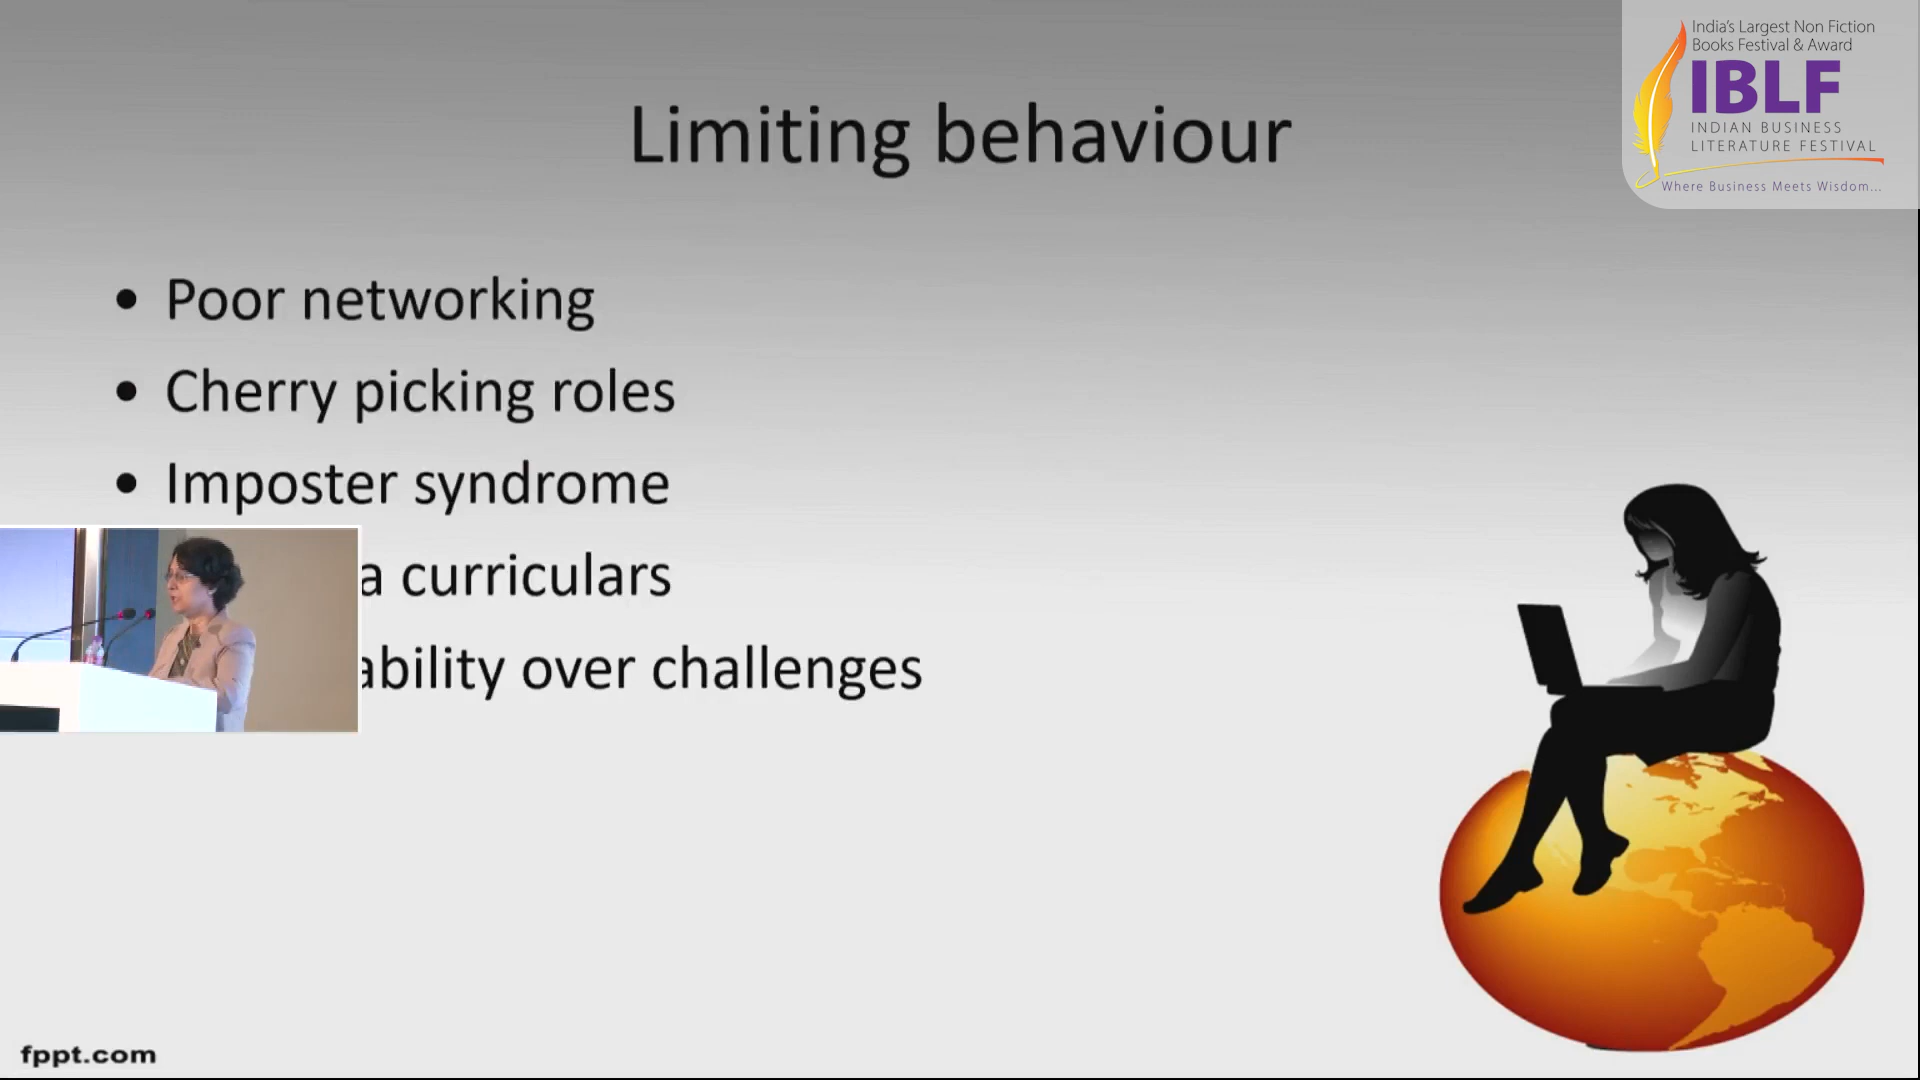 India's Largest Non Fiction
Books Festival & Award
IBLF
INDIAN BUSINESS
LITERATURE FESTIVAL
Where Business Meets Wisdom...
Limiting behaviour
• Poor networking
• Cherry picking roles
• Imposter syndrome
curriculars
over challenges
fppt.com